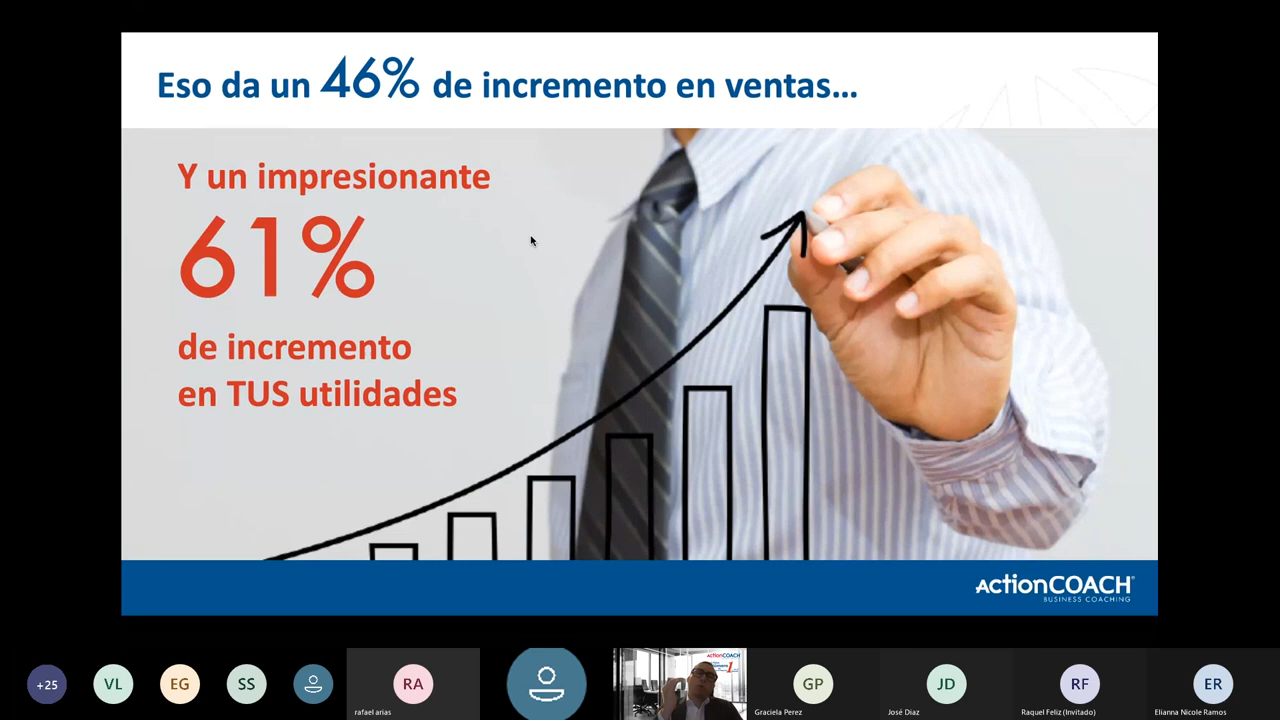 Eso da un 46% de incremento en ventas...
Y un impresionante
61%
de incremento
en TUS utilidades
ActionCOACH
BUSINESS COACHING
+25
VL
EG
SS
RA
rafael arias
ActionCOACH
1
GP
Graciela Perez
JD
José Diaz
RF
Raquel Feliz (Invitado)
ER
Elianna Nicole Ramos